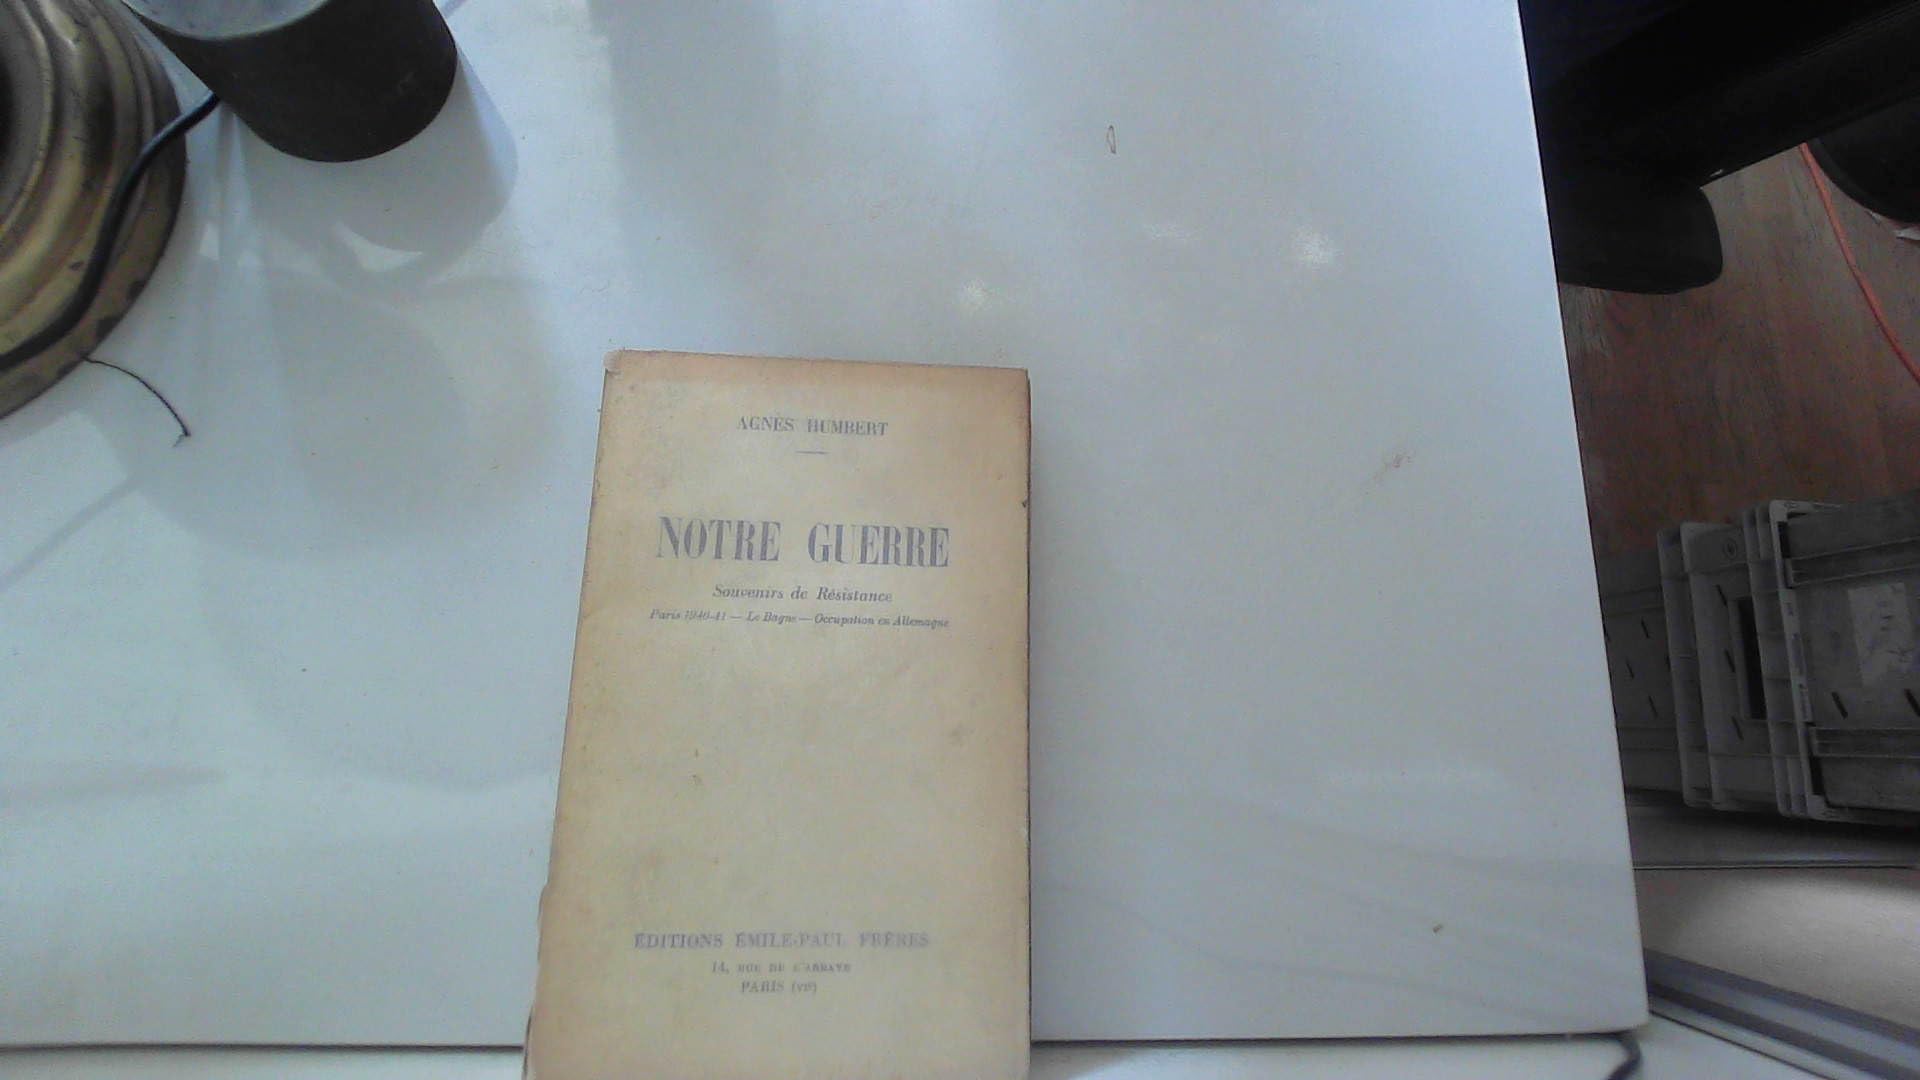 AGNÈS HUMBERT
NOTRE GUERRE
Souvenirs de Résistance
Paris 1940-41 — Le Bagne — Occupation en Allemagne
ÉDITIONS ÉMILE-PAUL FRÈRES
14, RUE DE L'ABBAYE
PARIS (VIe)